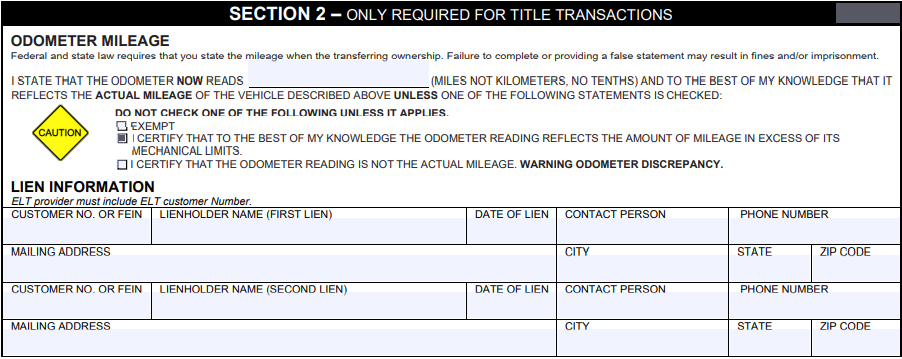 SECTION 2 – ONLY REQUIRED FOR TITLE TRANSACTIONS
ODOMETER MILEAGE
Federal and state law requires that you state the mileage when the transferring ownership. Failure to complete or providing a false statement may result in fines and/or imprisonment.
I STATE THAT THE ODOMETER NOW READS (MILES NOT KILOMETERS, NO TENTHS) AND TO THE BEST OF MY KNOWLEDGE THAT IT
REFLECTS THE ACTUAL MILEAGE OF THE VEHICLE DESCRIBED ABOVE UNLESS ONE OF THE FOLLOWING STATEMENTS IS CHECKED:
CAUTION
DO NOT CHECK ONE OF THE FOLLOWING UNLESS IT APPLIES.
EXEMPT
I CERTIFY THAT TO THE BEST OF MY KNOWLEDGE THE ODOMETER READING REFLECTS THE AMOUNT OF MILEAGE IN EXCESS OF ITS
MECHANICAL LIMITS.
I CERTIFY THAT THE ODOMETER READING IS NOT THE ACTUAL MILEAGE. WARNING ODOMETER DISCREPANCY.
LIEN INFORMATION
ELT provider must include ELT customer Number.
CUSTOMER NO. OR FEIN LIENHOLDER NAME (FIRST LIEN) DATE OF LIEN CONTACT PERSON PHONE NUMBER
MAILING ADDRESS CITY STATE ZIP CODE
CUSTOMER NO. OR FEIN LIENHOLDER NAME (SECOND LIEN) DATE OF LIEN CONTACT PERSON PHONE NUMBER
MAILING ADDRESS CITY STATE ZIP CODE